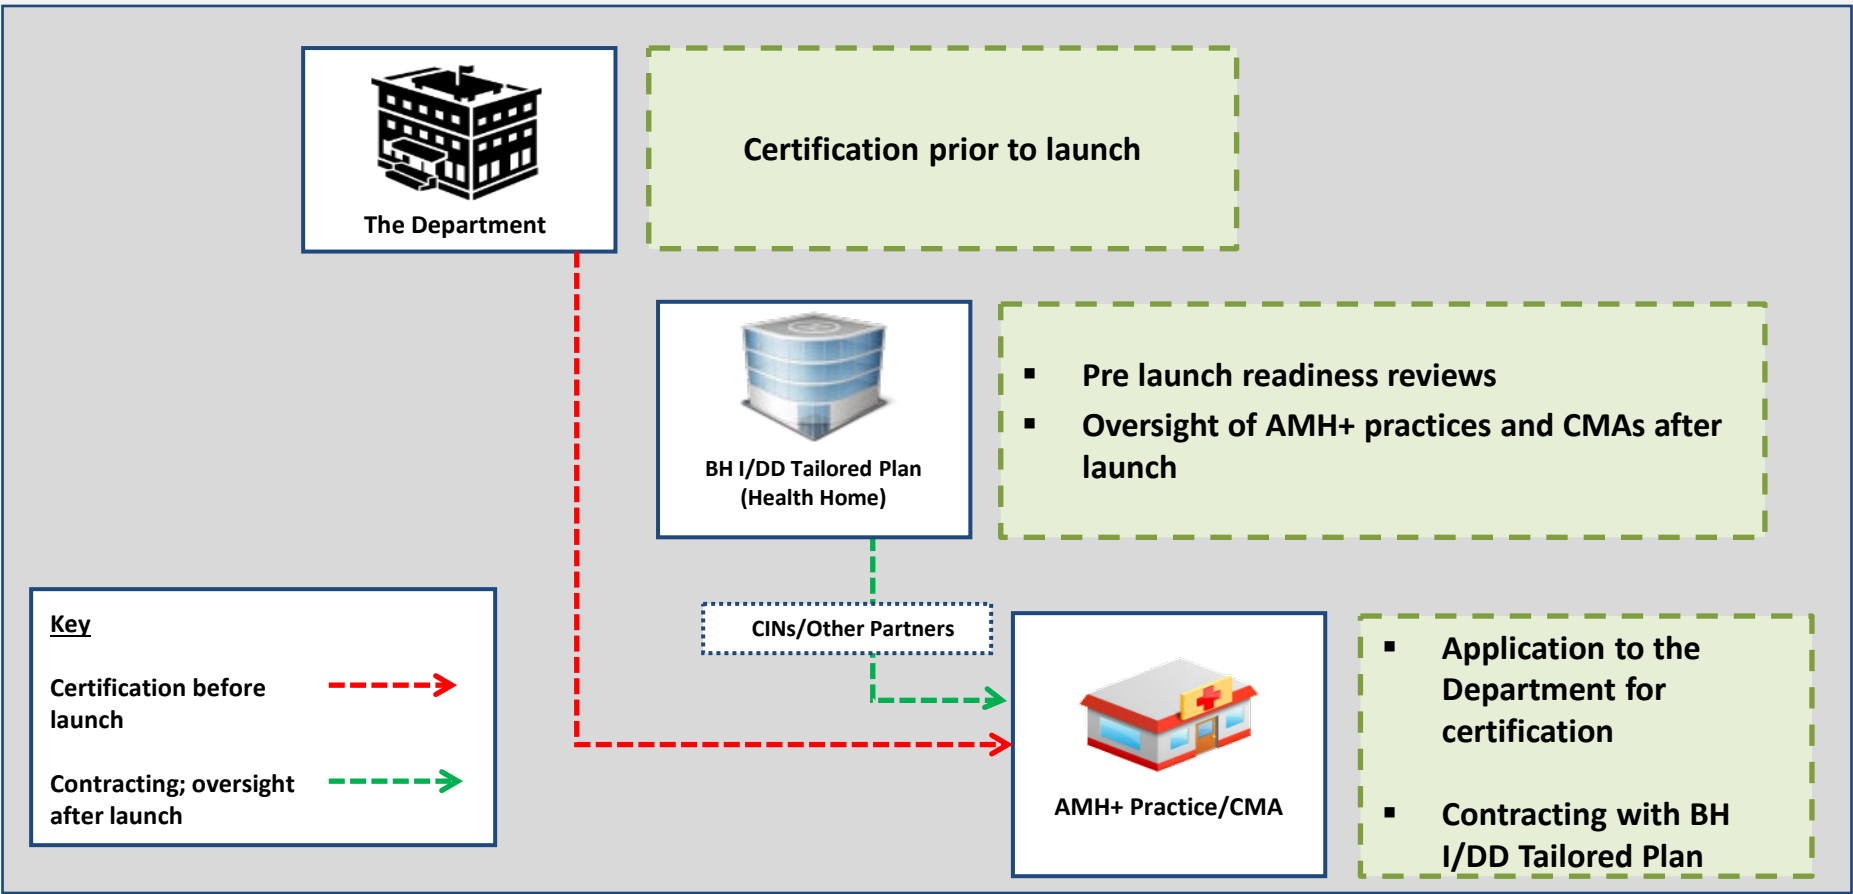 The Department
Certification prior to launch
BH I/DD Tailored Plan
(Health Home)
▪ Pre launch readiness reviews
▪ Oversight of AMH+ practices and CMAs after
launch
CINs/Other Partners
Key
Certification before
launch
Contracting; oversight
after launch
AMH+ Practice/CMA
▪ Application to the
Department for
certification
▪ Contracting with BH
I/DD Tailored Plan